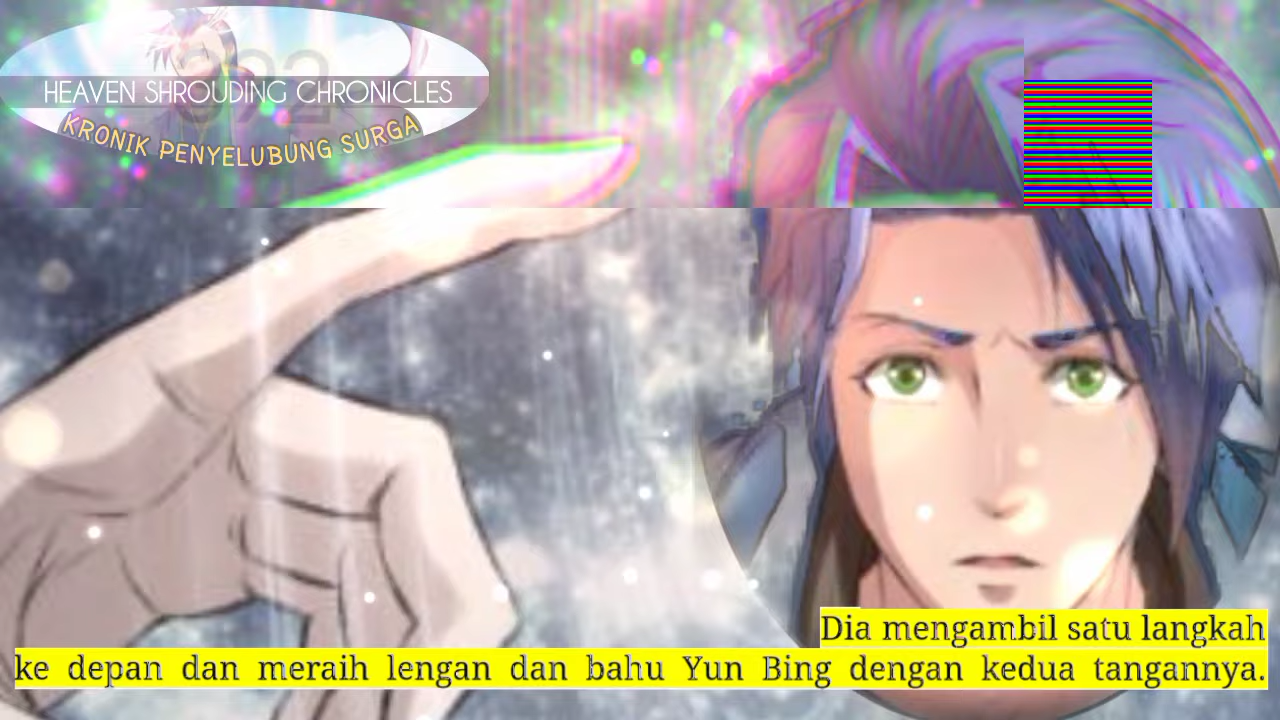 392
HEAVEN SHROUDING CHRONICLES
KRONIK PENYELUBUNG SURGA
Dia mengambil satu langkah
ke depan dan meraih lengan dan bahu Yun Bing dengan kedua tangannya.